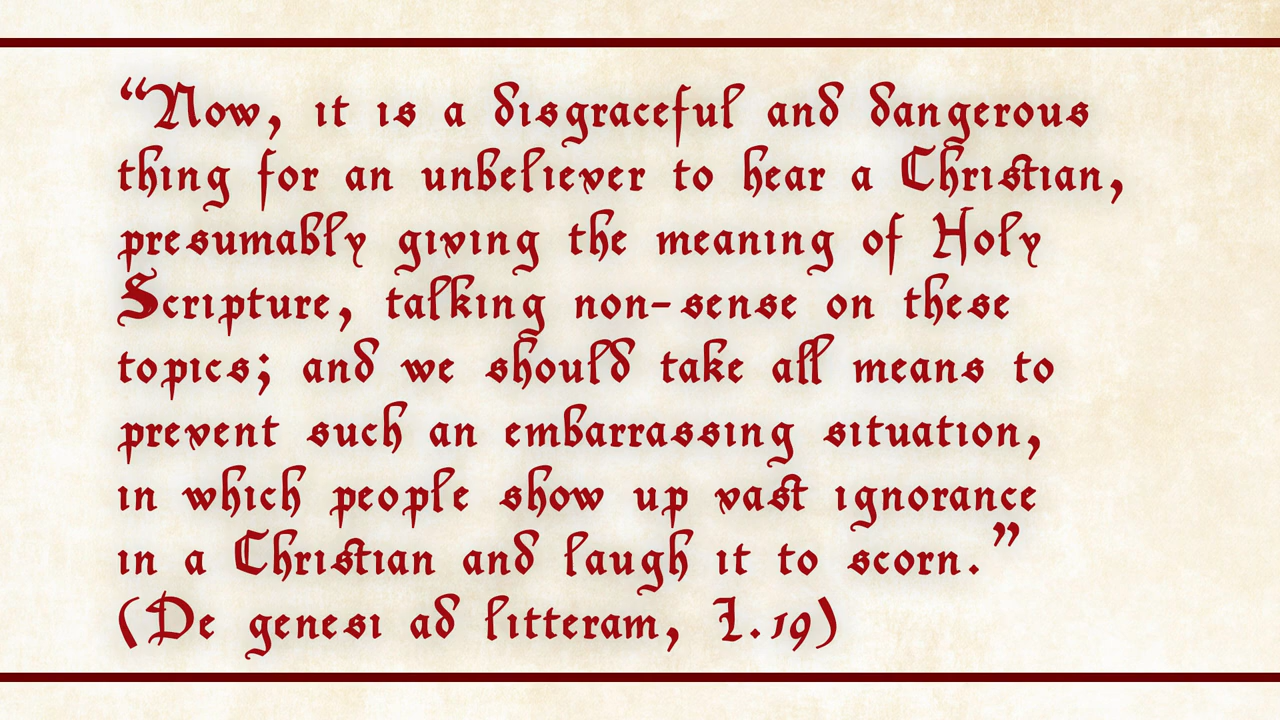 “Now, it is a disgraceful and dangerous
thing for an unbeliever to hear a Christian,
presumably giving the meaning of Holy
Scripture, talking non-sense on these
topics; and we should take all means to
prevent such an embarrassing situation,
in which people show up vast ignorance
in a Christian and laugh it to scorn.”
(De genesi ad litteram, I.19)